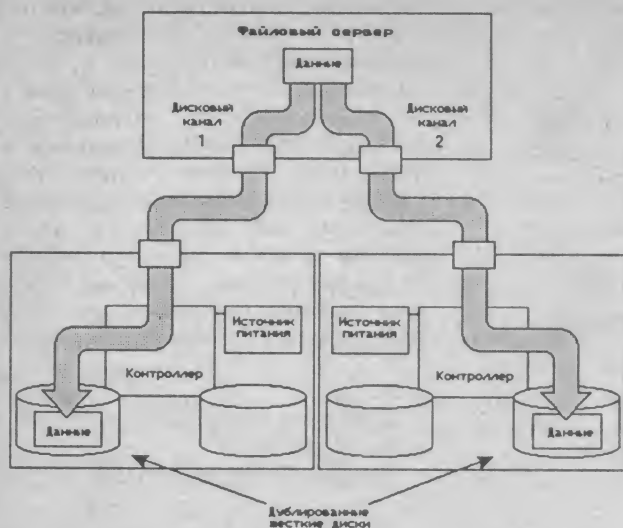 Файловый сервер
Данные
Дисковый
канал
1
Дисковый
канал
2
Источник
питания
Контроллер
Данные
Источник
питания
Контроллер
Данные
Дублированные
жесткие диски